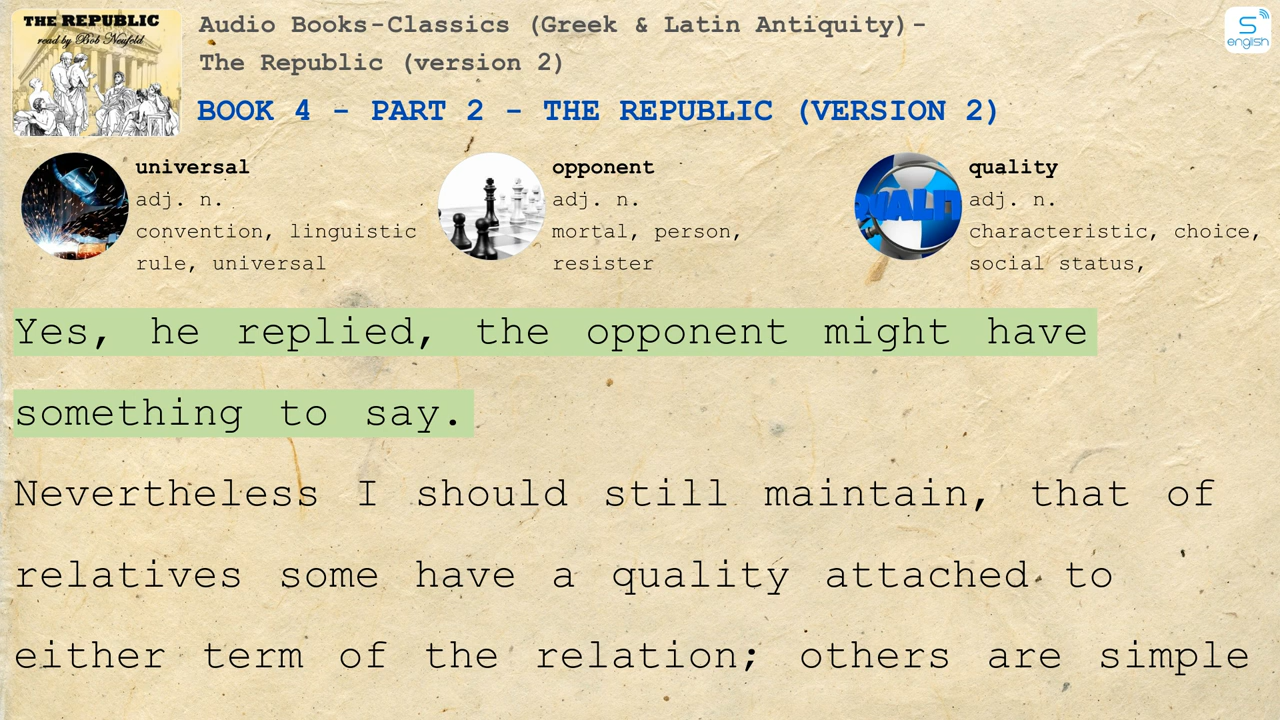 THE REPUBLIC
read by Bob Neufeld
Audio Books-Classics (Greek & Latin Antiquity)-
The Republic (version 2)
BOOK 4 - PART 2 - THE REPUBLIC (VERSION 2)
S
english
universal
adj. n.
convention, linguistic
rule, universal
opponent
adj. n.
mortal, person,
resister
QUALIT
quality
adj. n.
characteristic, choice,
social status,
Yes, he replied, the opponent might have
something to say.
Nevertheless I should still maintain, that of
relatives some have a quality attached to
either term of the relation; others are simple